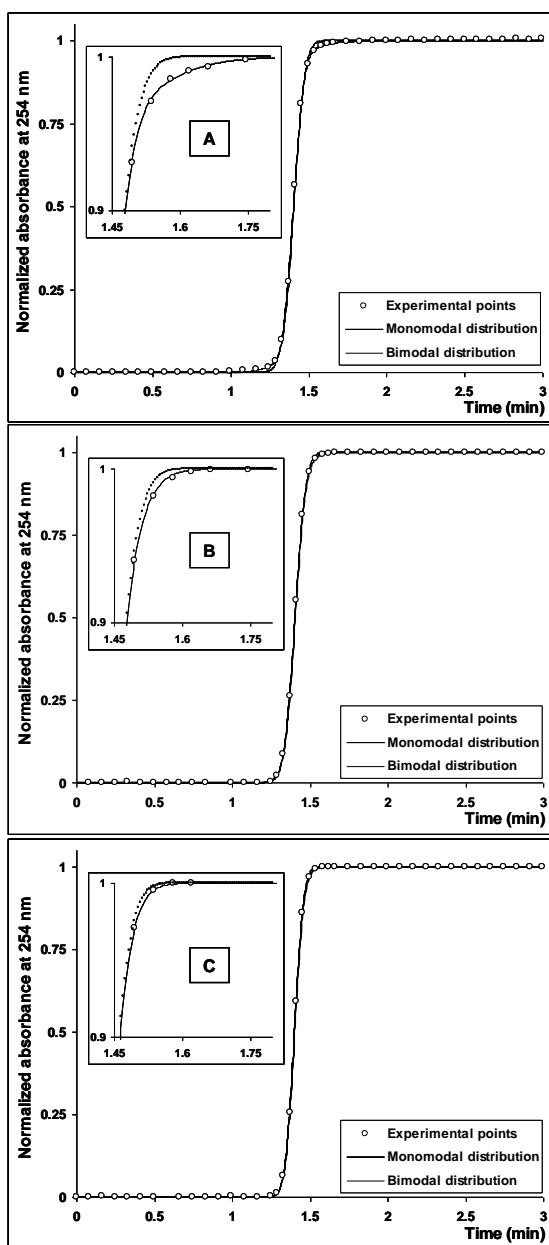 Normalized absorbance at 254 nm
1
0.75
0.5
0.25
0
0 0.5 1 1.5 2 2.5 3
Time (min)
1
0.9
1.45 1.6 1.75
A
Experimental points
Monomodal distribution
Bimodal distribution
Normalized absorbance at 254 nm
1
0.75
0.5
0.25
0
0 0.5 1 1.5 2 2.5 3
Time (min)
1
0.9
1.45 1.6 1.75
B
Experimental points
Monomodal distribution
Bimodal distribution
Normalized absorbance at 254 nm
1
0.75
0.5
0.25
0
0 0.5 1 1.5 2 2.5 3
Time (min)
1
0.9
1.45 1.6 1.75
C
Experimental points
Monomodal distribution
Bimodal distribution